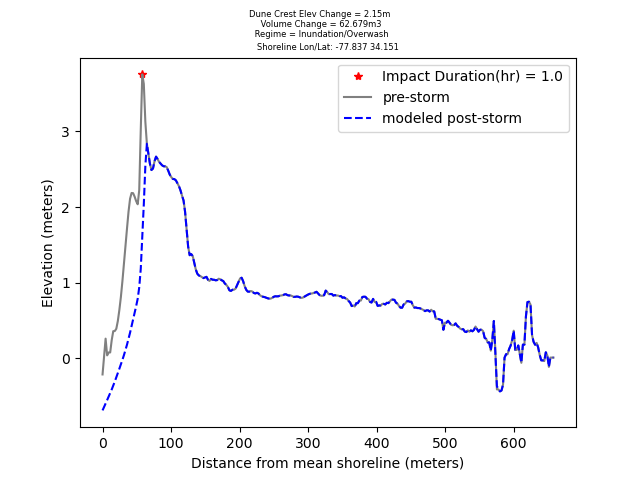 Dune Crest Elev Change = 2.15m
Volume Change = 62.679m3
Regime = Inundation/Overwash
Shoreline Lon/Lat: -77.837 34.151
Impact Duration(hr) = 1.0
pre-storm
modeled post-storm
Elevation (meters)
3
2
1
0
0 100 200 300 400 500 600
Distance from mean shoreline (meters)